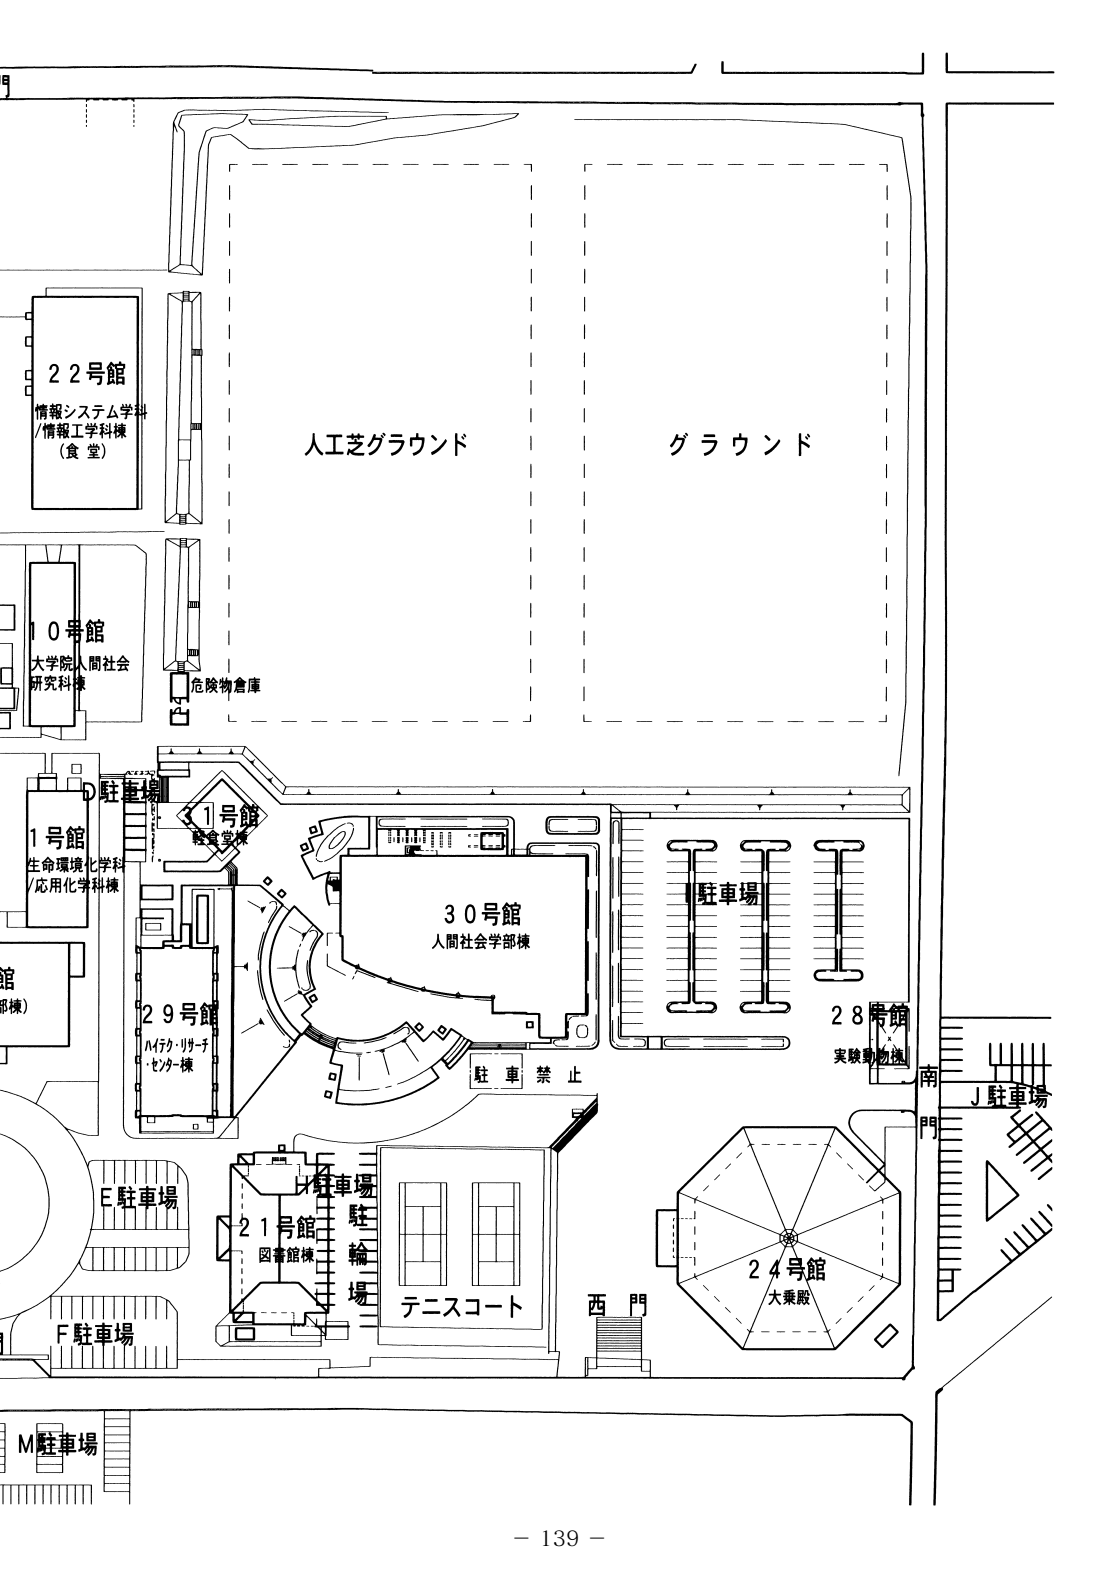 門
２２号館
情報システム学科
/情報工学科棟
(食 堂)
人工芝グラウンド
グ ラ ウ ン ド
１０号館
大学院人間社会
研究科棟
危険物倉庫
D駐車場
３１号館
軽食堂棟
1号館
生命環境化学科
/応用化学科棟
３０号館
人間社会学部棟
I駐車場
館
部棟)
２９号館
ハイテク・リサーチ
・センター棟
２８号館
実験動物棟
駐 車 禁 止
南
門
J駐車場
E駐車場
H駐車場
駐
輪
場
２１号館
図書館棟
テニスコート
西 門
２４号館
大乗殿
F駐車場
門
M駐車場
－ 139 －